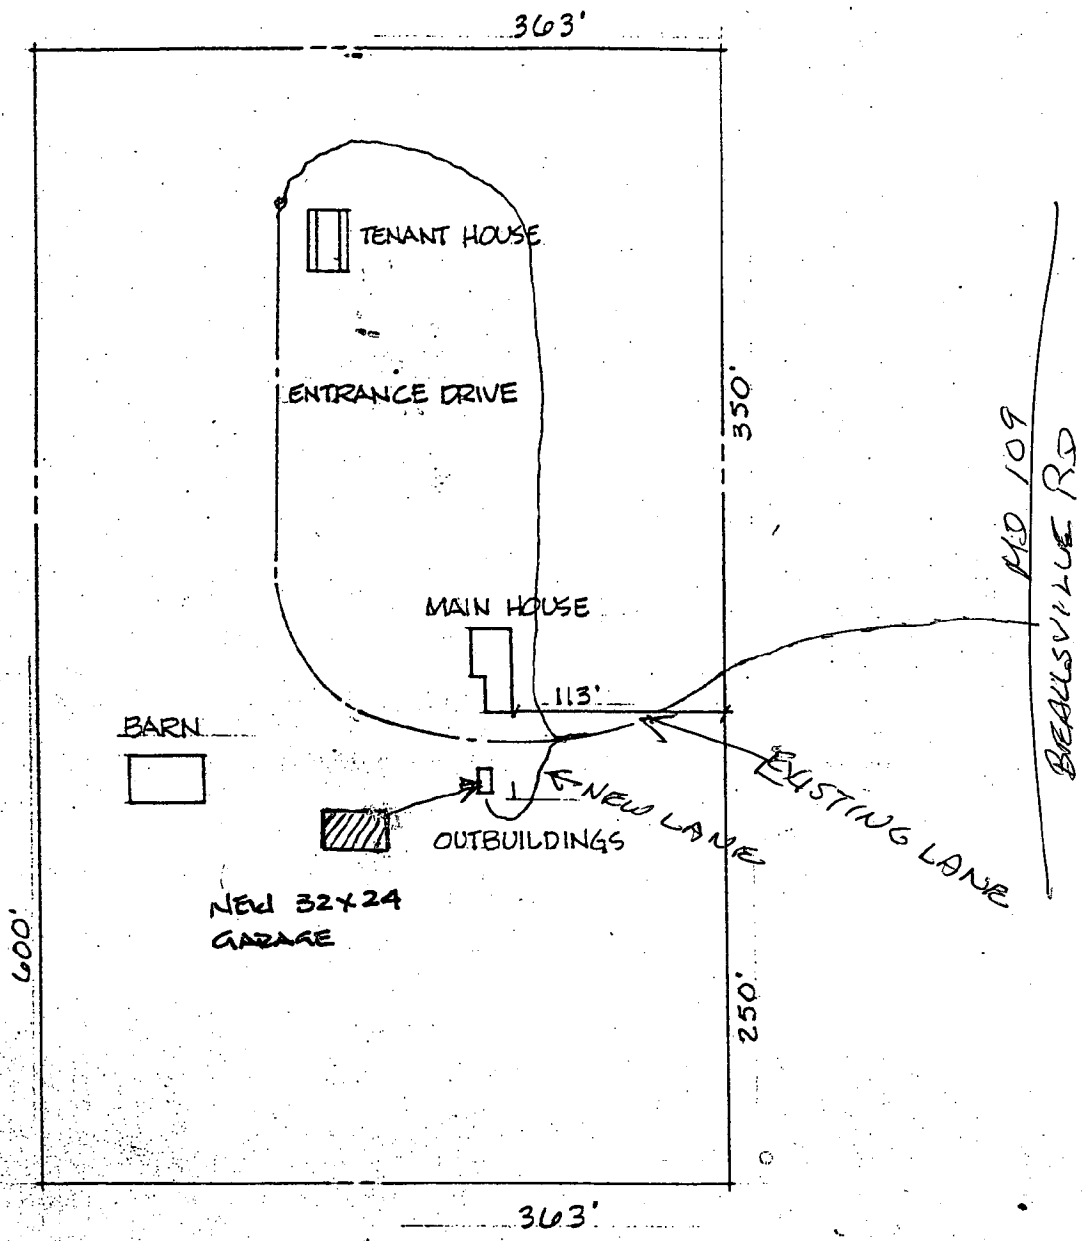 363'
TENANT HOUSE
ENTRANCE DRIVE
350'
MD 109
BEALLSVILLE RD
MAIN HOUSE
113'
BARN
EXISTING LANE
NEW LANE
OUTBUILDINGS
NEW 32x24
GARAGE
600'
250'
363'